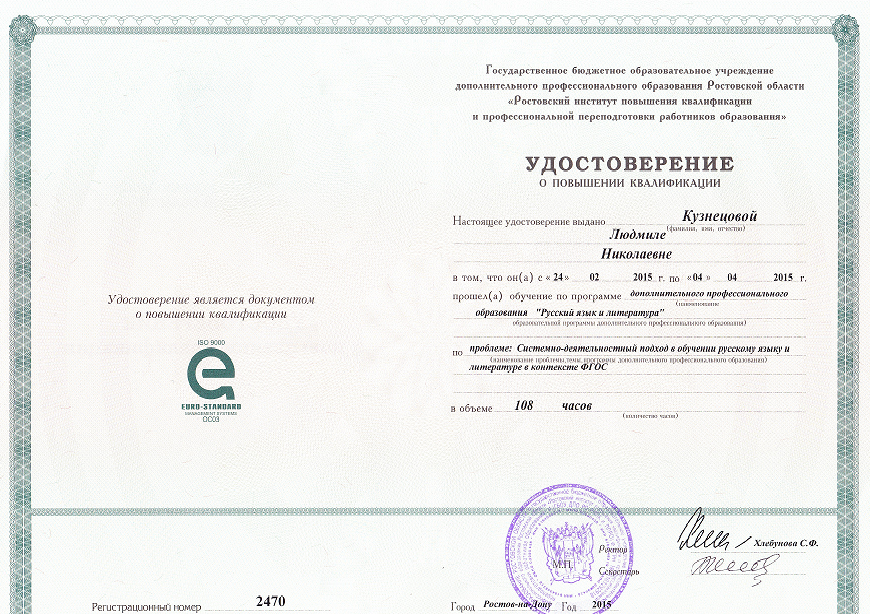 Государственное бюджетное образовательное учреждение
дополнительного профессионального образования Ростовской области
«Ростовский институт повышения квалификации
и профессиональной переподготовки работников образования»
УДОСТОВЕРЕНИЕ
О ПОВЫШЕНИИ КВАЛИФИКАЦИИ
Настоящее удостоверение выдано Кузнецовой
(фамилия, имя, отчество)
Людмиле
Николаевне
в том, что он(а) с «24» 02 2015 г. по «04» 04 2015 г.
прошел(а) обучение по программе дополнительного профессионального
(наименование
образования "Русский язык и литература"
образовательной программы дополнительного профессионального образования)
по проблеме: Системно-деятельностный подход в обучении русскому языку и
(наименование проблемы, темы, программы дополнительного профессионального образования)
литературе в контексте ФГОС
в объеме 108 часов
(количество часов)
Удостоверение является документом
о повышении квалификации
ISO 9000
EURO-STANDARD
MANAGEMENT SYSTEMS
ОС03
Ректор Хлебунова С.Ф.
М.П.
Секретарь
Регистрационный номер 2470
Город Ростов-на-Дону Год 2015